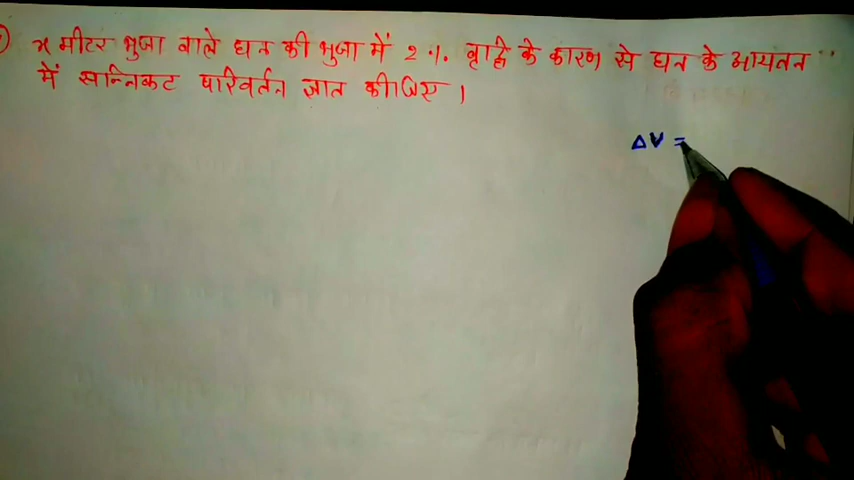 x मीटर भुजा वाले घन की भुजा में 2%. वृद्धि के कारण से घन के आयतन
में सन्निकट परिवर्तन ज्ञात कीजिए।
ΔV =